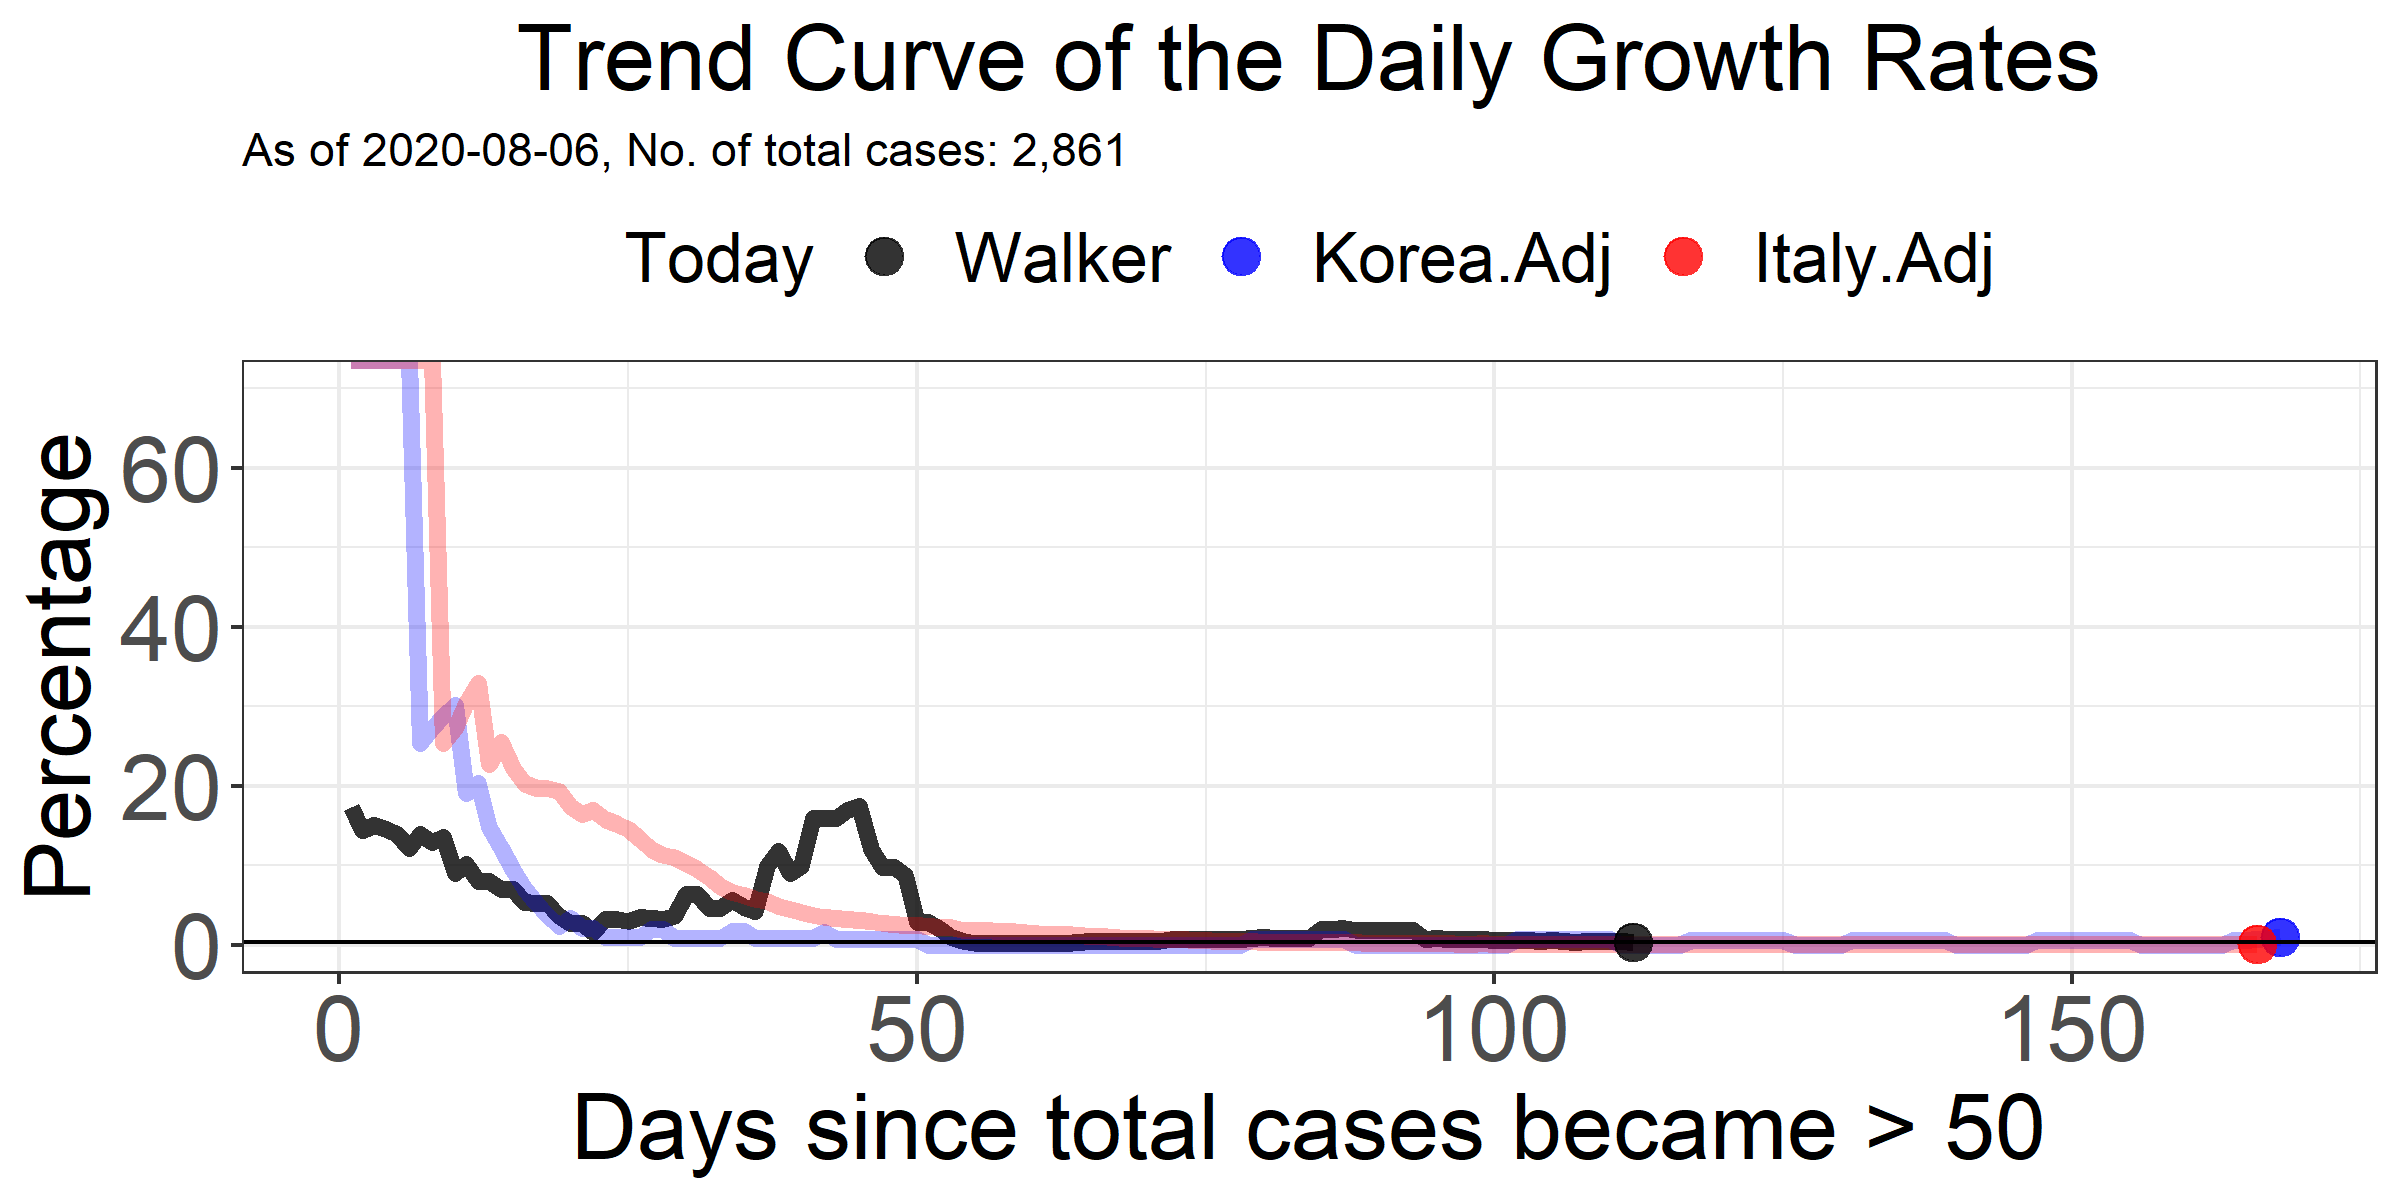 Trend Curve of the Daily Growth Rates
As of 2020-08-06, No. of total cases: 2,861
Today Walker Korea.Adj Italy.Adj
Percentage
60
40
20
0
0 50 100 150
Days since total cases became > 50